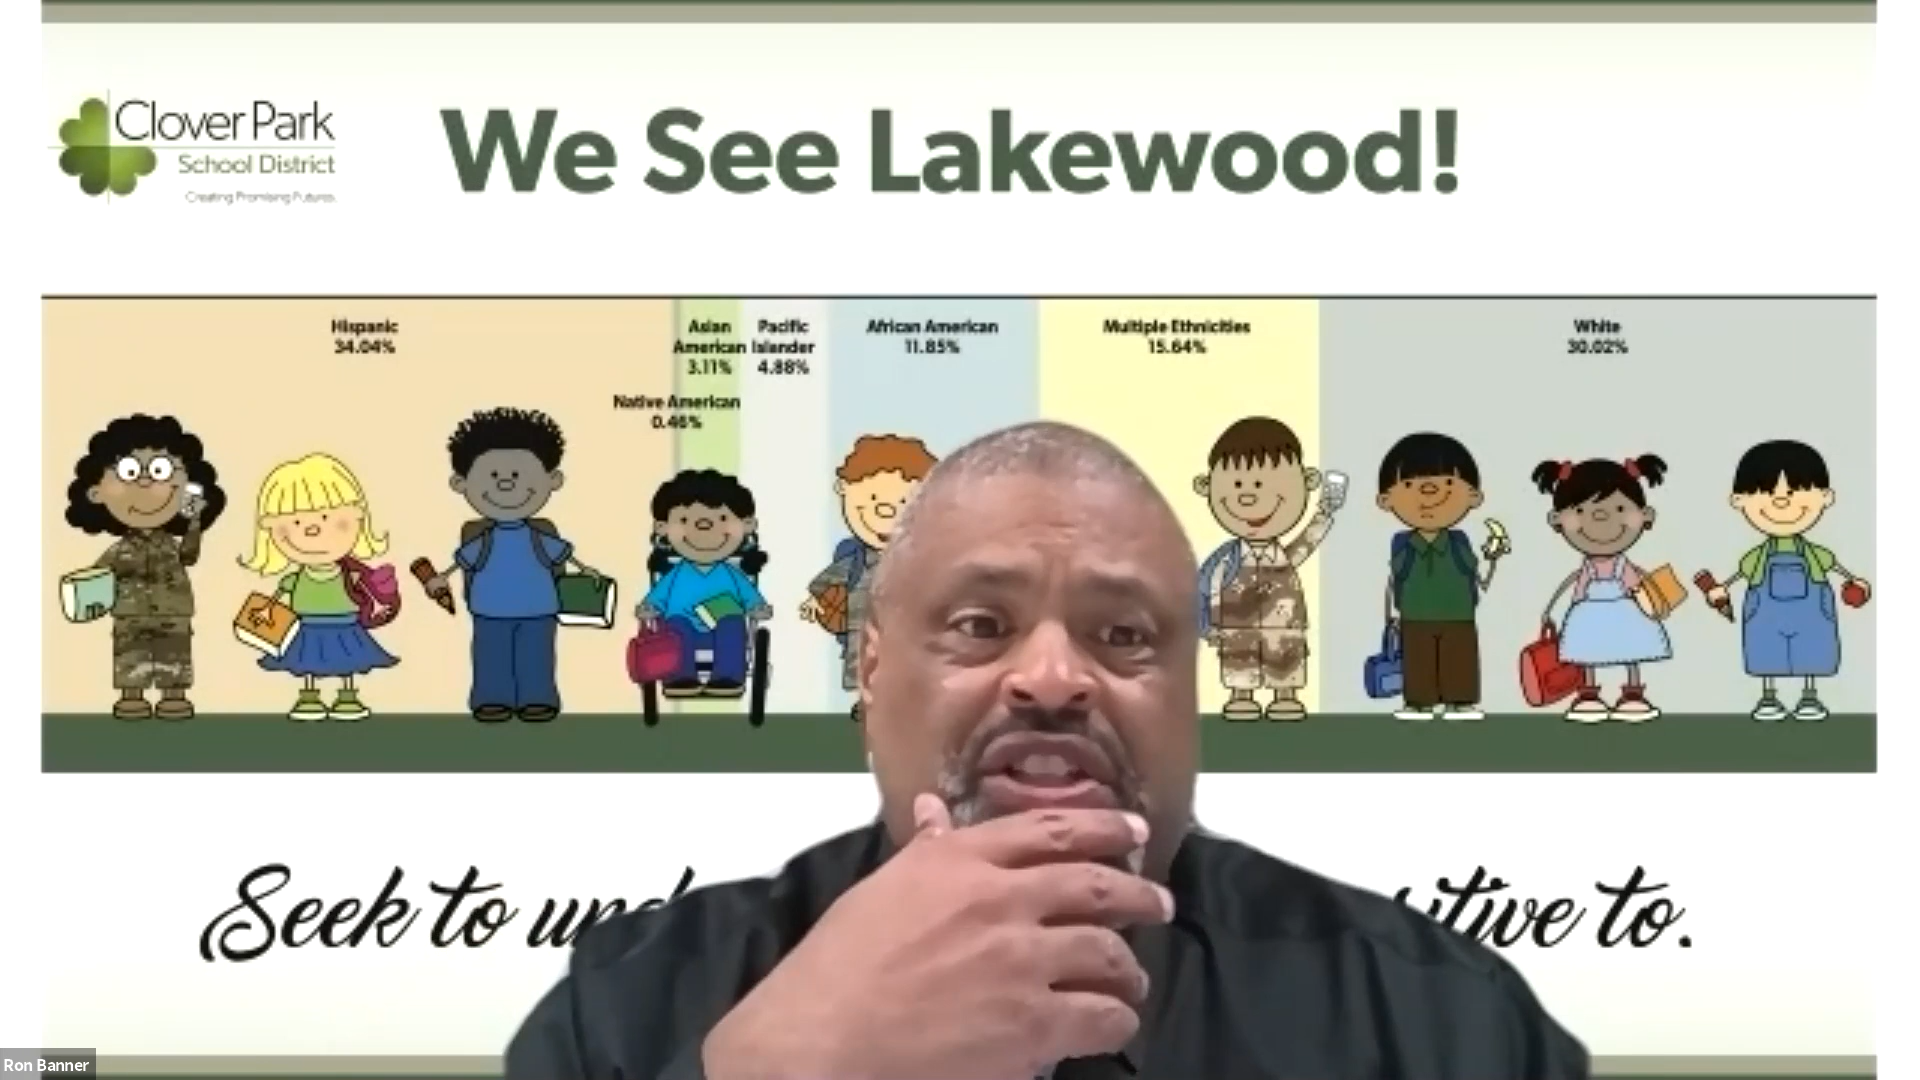 Clover Park
School District
Creating Promising Futures
We See Lakewood!
Hispanic
34.04%
Asian
American
3.11%
Pacific
Islander
4.88%
Native American
0.46%
African American
11.85%
Multiple Ethnicities
15.64%
White
30.02%
Seek to und
sitive to.
Ron Banner